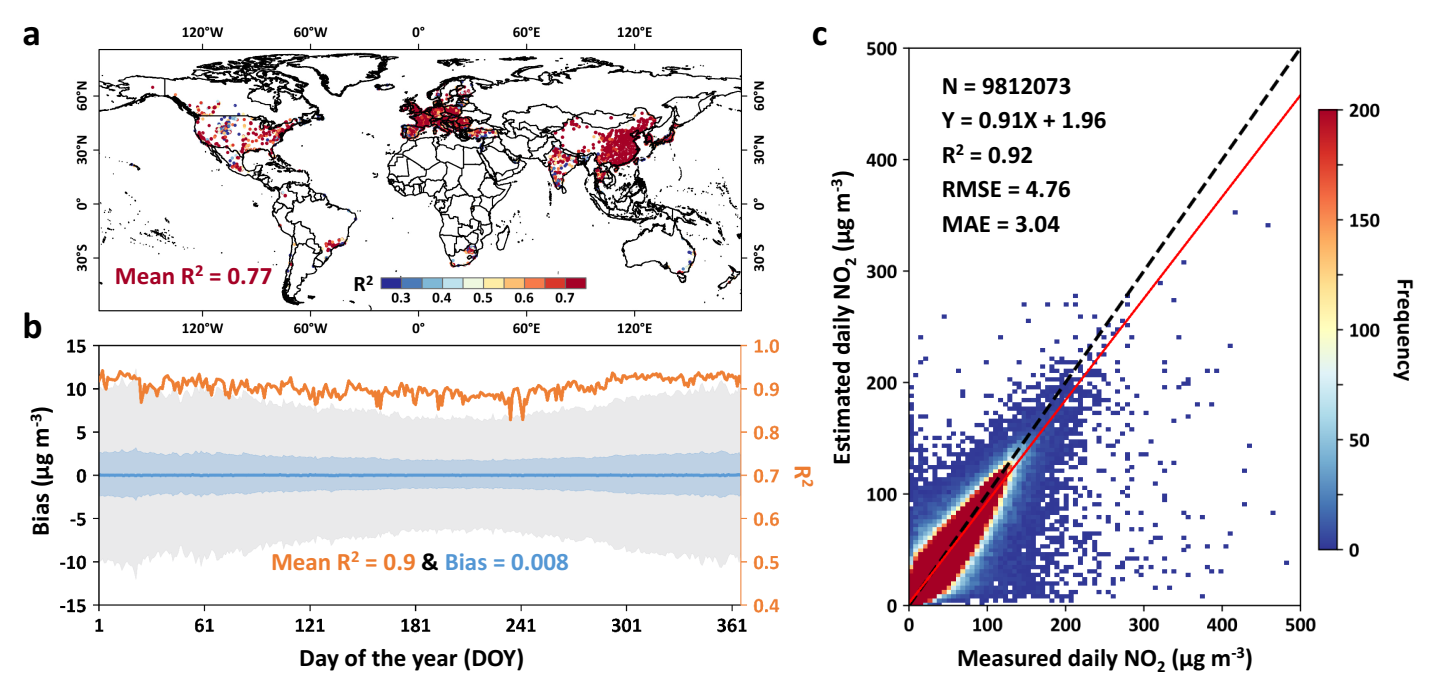 a
120°W 60°W 0° 60°E 120°E
60°N 60°N
30°N 30°N
0° 0°
30°S 30°S
Mean R² = 0.77
R²
0.3 0.4 0.5 0.6 0.7
120°W 60°W 0° 60°E 120°E
b
15 1.0
10 0.9
5 0.8
0 0.7
-5 0.6
-10 0.5
-15 0.4
Bias (μg m⁻³)
R²
Mean R² = 0.9 & Bias = 0.008
1 61 121 181 241 301 361
Day of the year (DOY)
c
500
400
300
200
100
0
Estimated daily NO₂ (μg m⁻³)
N = 9812073
Y = 0.91X + 1.96
R² = 0.92
RMSE = 4.76
MAE = 3.04
0 100 200 300 400 500
Measured daily NO₂ (μg m⁻³)
200
150
100
50
0
Frequency